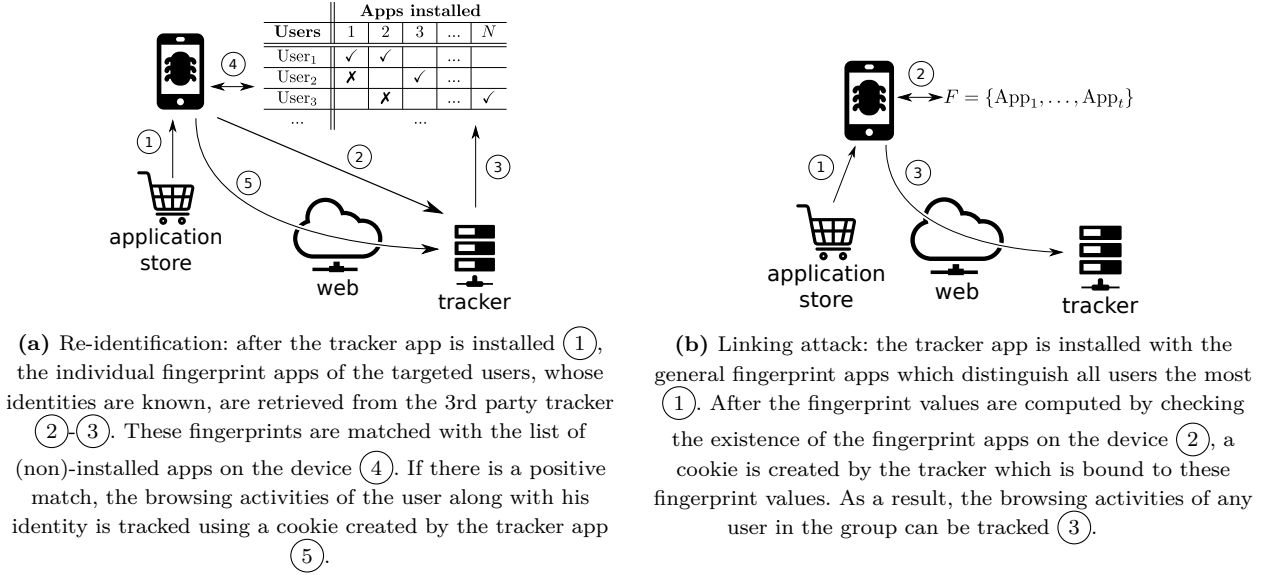 Apps installed
Users 1 2 3 ... N
User₁ ✓ ✓ ...
User₂ ✗ ✓ ...
User₃ ✗ ... ✓
... ...
4
1
2
3
5
application
store
web
tracker
(a) Re-identification: after the tracker app is installed 1,
the individual fingerprint apps of the targeted users, whose
identities are known, are retrieved from the 3rd party tracker
2-3. These fingerprints are matched with the list of
(non)-installed apps on the device 4. If there is a positive
match, the browsing activities of the user along with his
identity is tracked using a cookie created by the tracker app
5.
2
F = {App₁, . . . , Appₜ}
1
3
application
store
web
tracker
(b) Linking attack: the tracker app is installed with the
general fingerprint apps which distinguish all users the most
1. After the fingerprint values are computed by checking
the existence of the fingerprint apps on the device 2, a
cookie is created by the tracker which is bound to these
fingerprint values. As a result, the browsing activities of any
user in the group can be tracked 3.